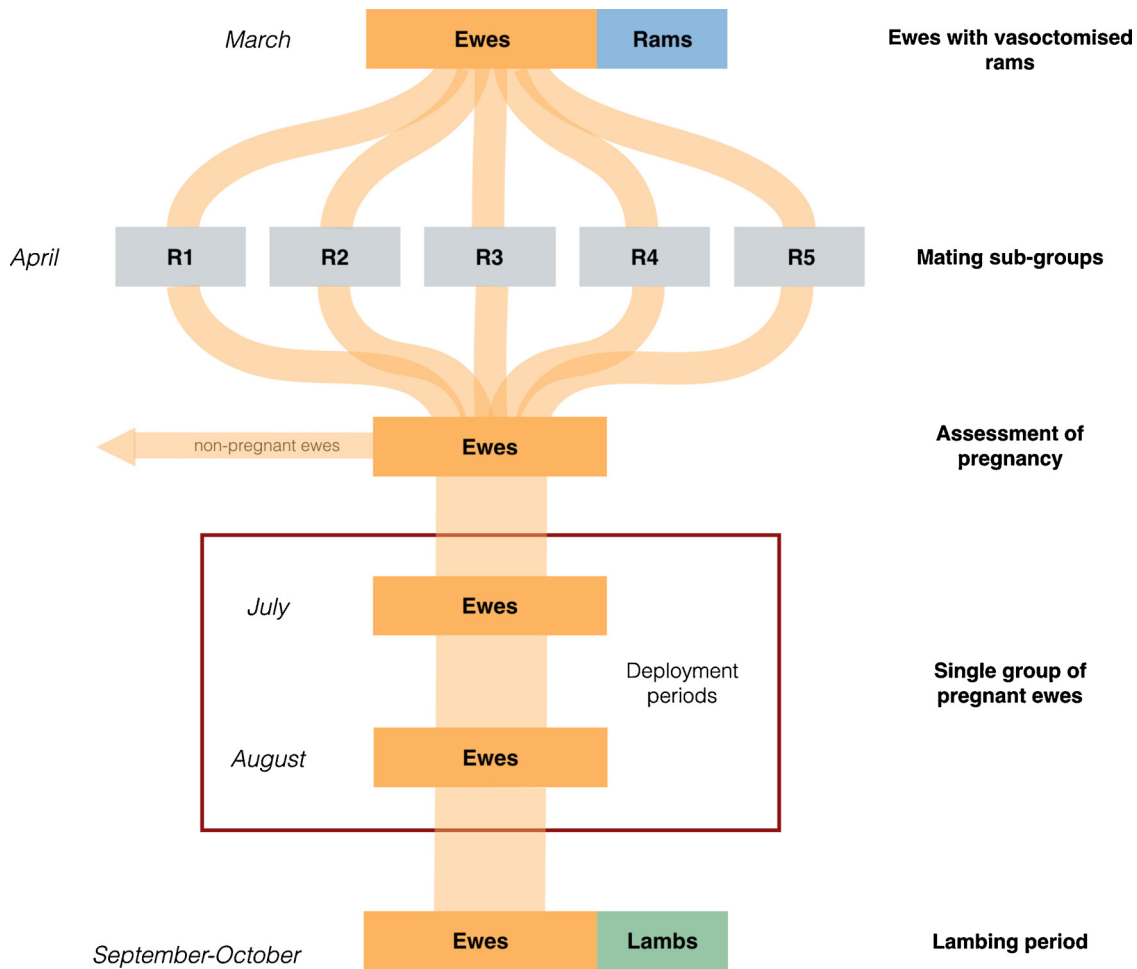 March
Ewes
Rams
Ewes with vasoctomised
rams
April
R1
R2
R3
R4
R5
Mating sub-groups
non-pregnant ewes
Ewes
Assessment of
pregnancy
July
Ewes
Deployment
periods
Single group of
pregnant ewes
August
Ewes
September-October
Ewes
Lambs
Lambing period